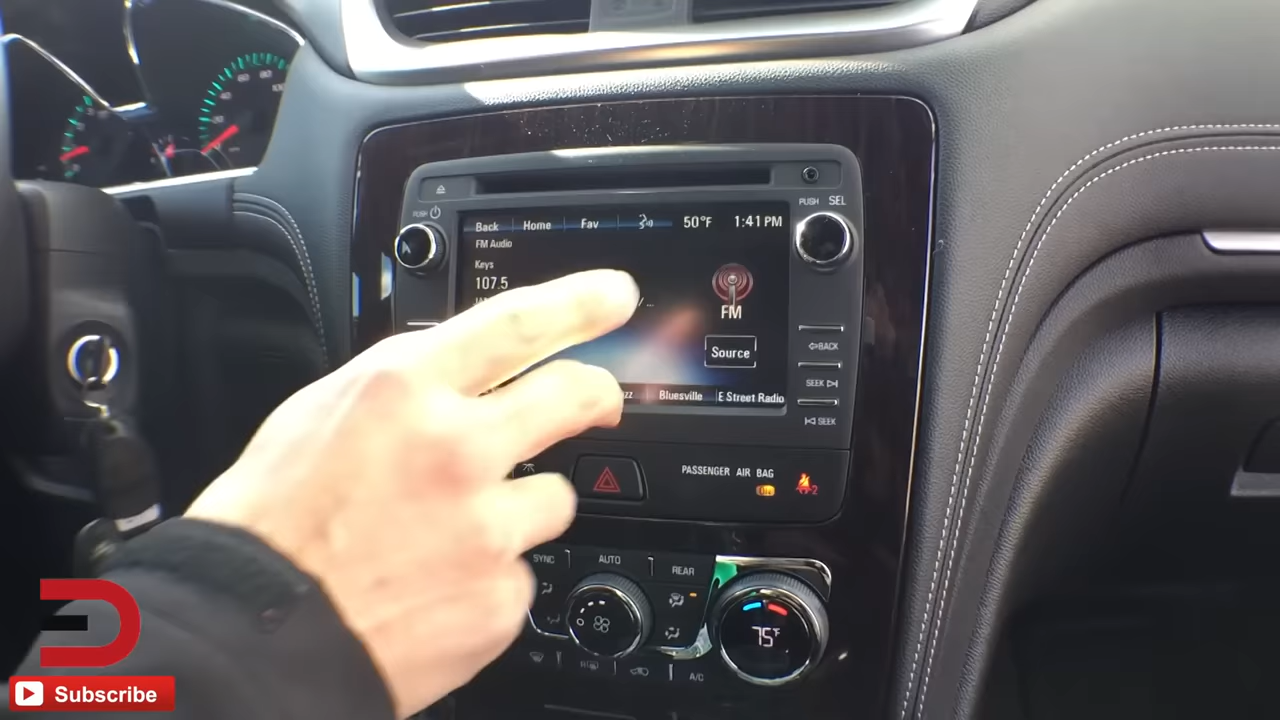 PUSH
PUSH SEL
Back Home Fav 50°F 1:41 PM
FM Audio
Keys
107.5
FM
Source
Bluesville E Street Radio
BACK
SEEK
SEEK
PASSENGER AIR BAG
2
SYNC AUTO REAR
75°F
A/C
Subscribe